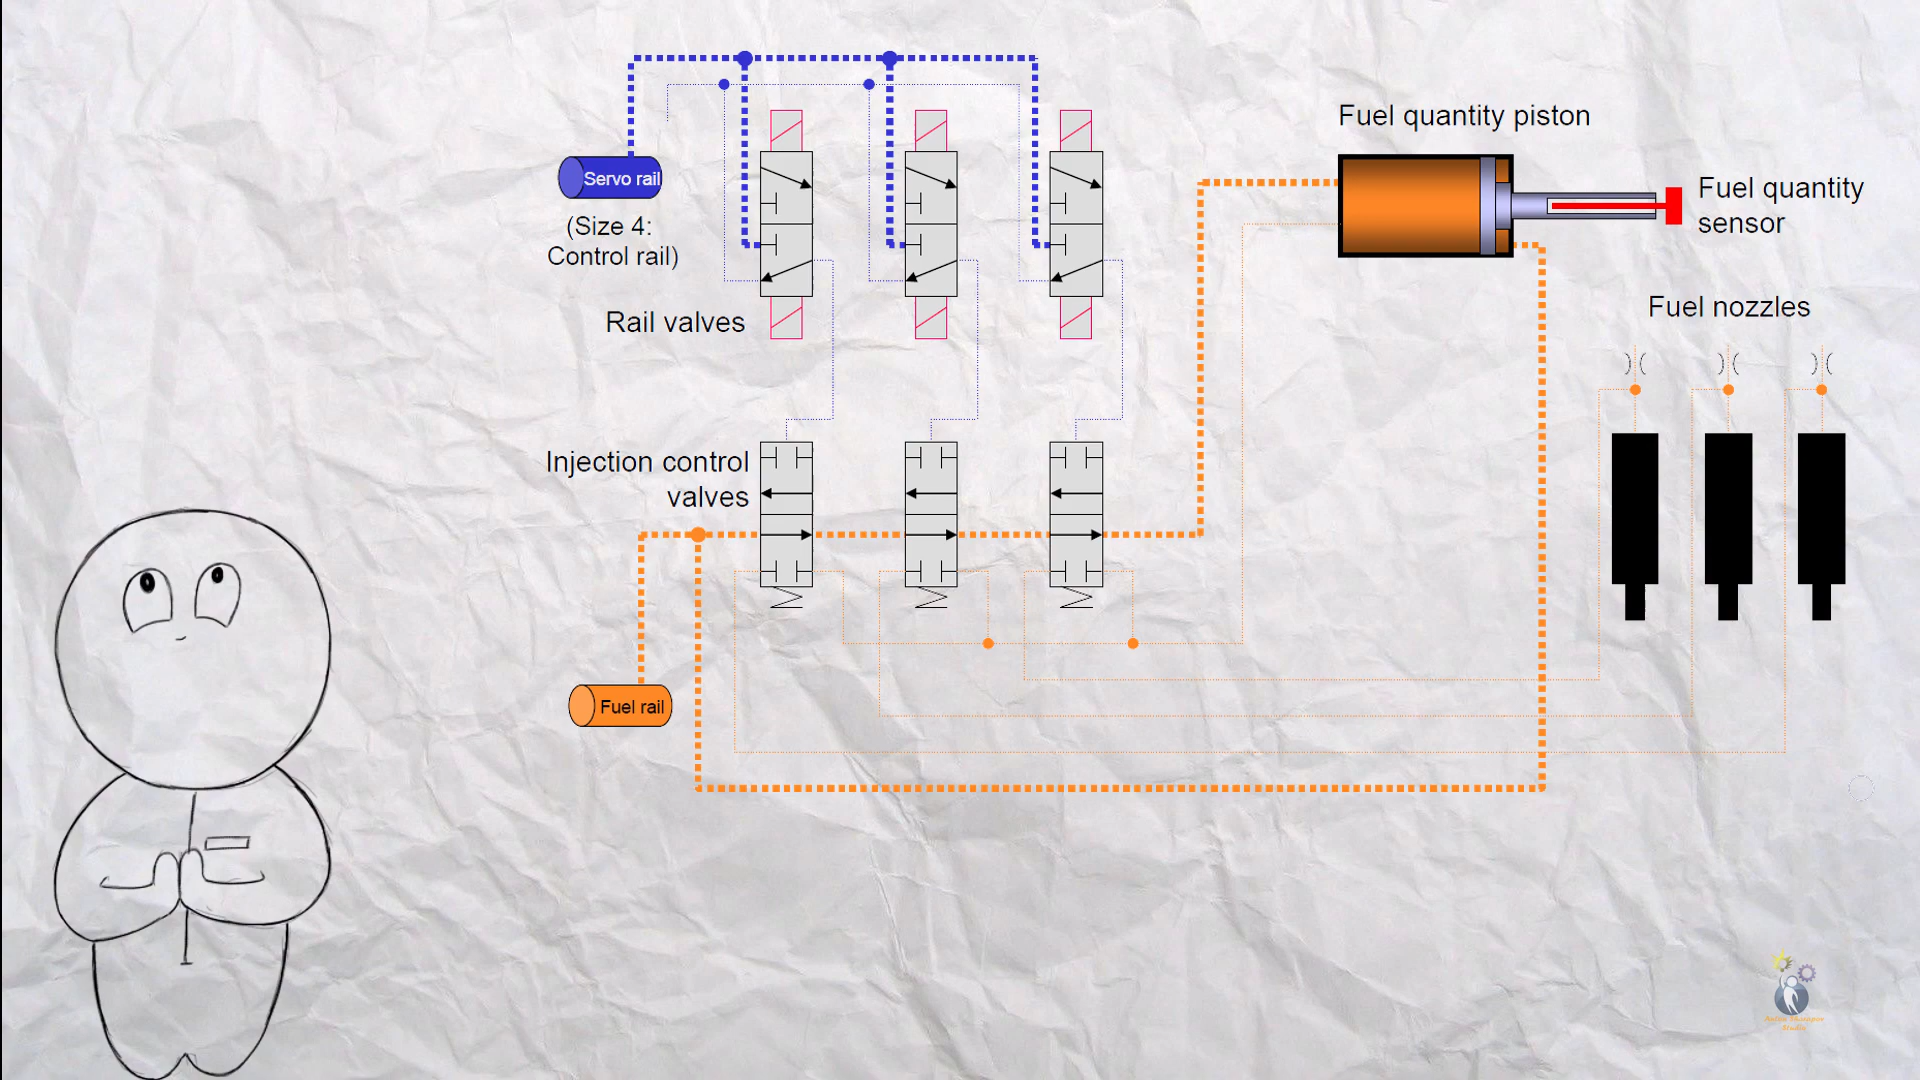 Fuel quantity piston
Servo rail
Fuel quantity
sensor
(Size 4:
Control rail)
Fuel nozzles
Rail valves
Injection control
valves
Fuel rail